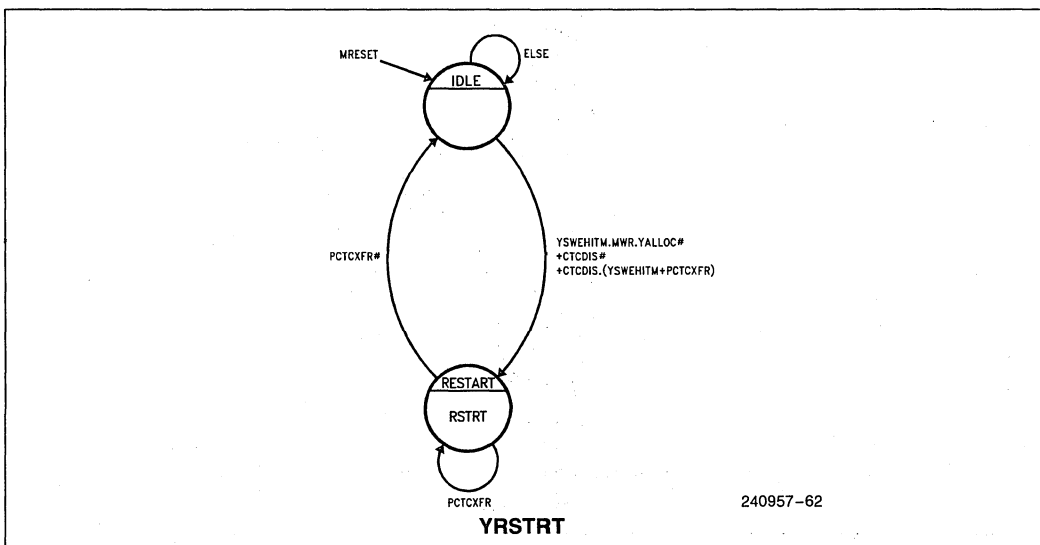 MRESET
ELSE
IDLE
PCTCXFR#
YSWEHITM.MWR.YALLOC#
+CTCDIS#
+CTCDIS.(YSWEHITM+PCTCXFR)
RESTART
RSTRT
PCTCXFR
240957-62
YRSTRT